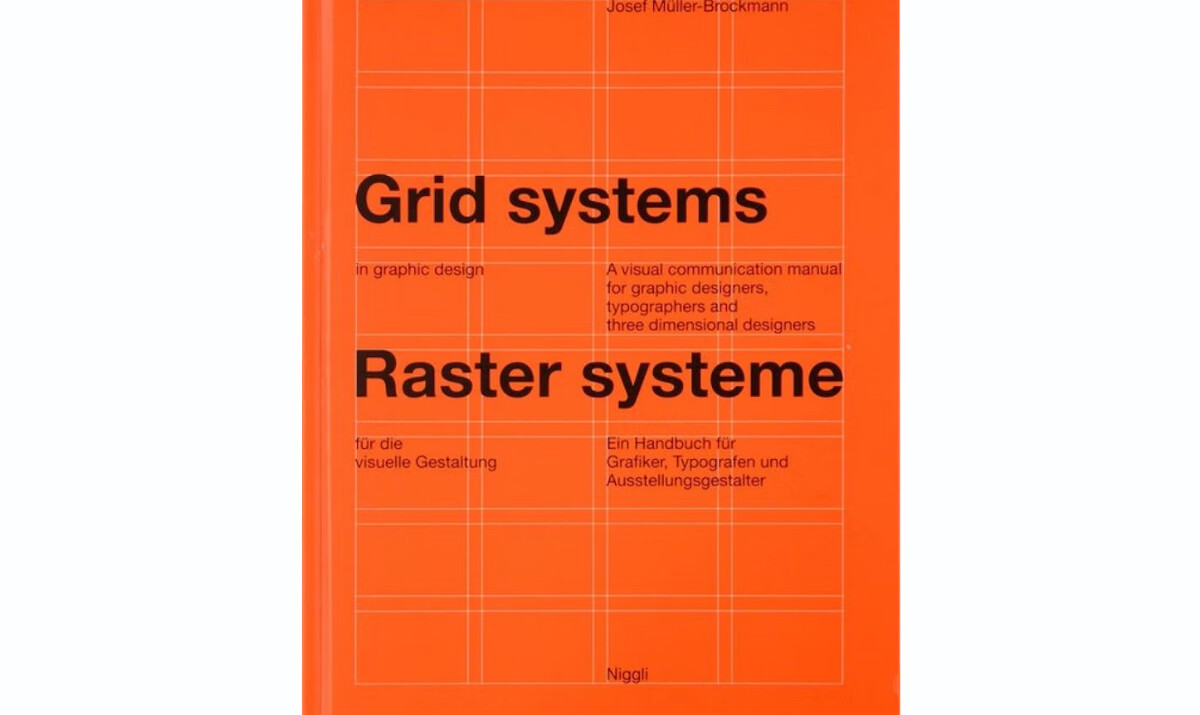 Josef Müller-Brockmann
Grid systems
in graphic design
A visual communication manual
for graphic designers,
typographers and
three dimensional designers
Raster systeme
für die
visuelle Gestaltung
Ein Handbuch für
Grafiker, Typografen und
Ausstellungsgestalter
Niggli